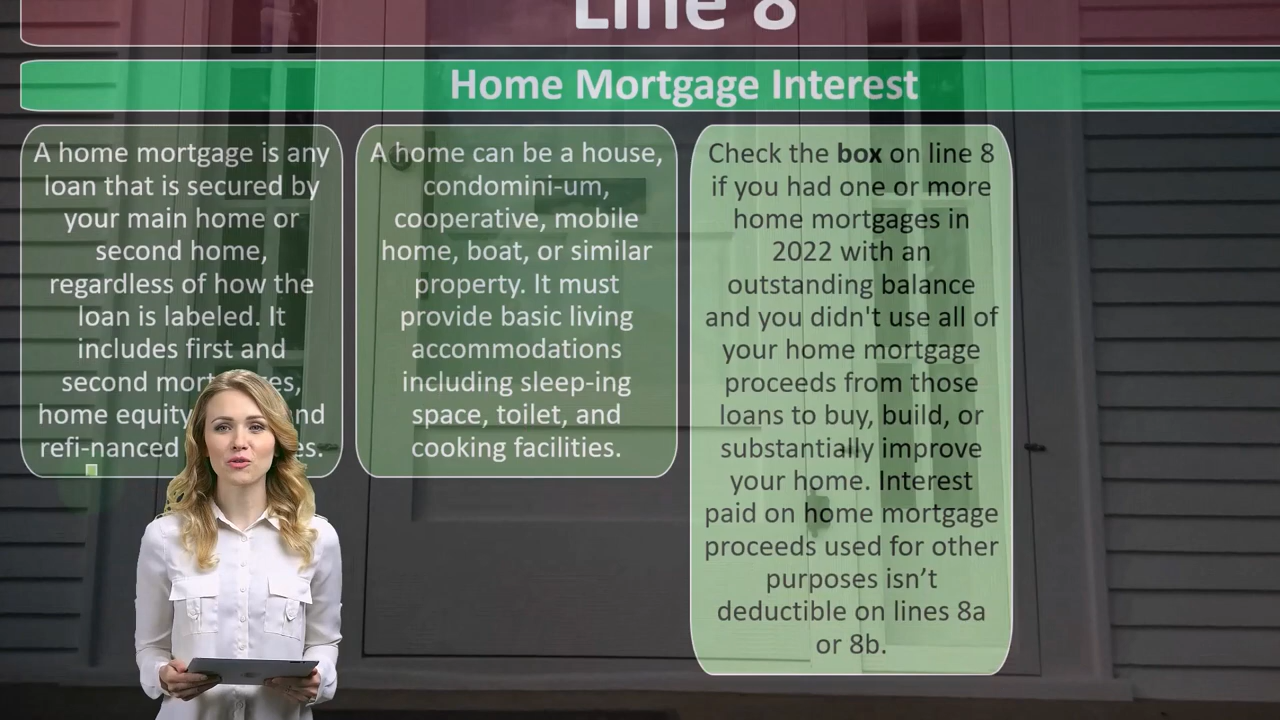 Line 8
Home Mortgage Interest
A home mortgage is any
loan that is secured by
your main home or
second home,
regardless of how the
loan is labeled. It
includes first and
second
home equity
refi-nanced
A home can be a house,
condomini-um,
cooperative, mobile
home, boat, or similar
property. It must
provide basic living
accommodations
including sleep-ing
space, toilet, and
cooking facilities.
Check the box on line 8
if you had one or more
home mortgages in
2022 with an
outstanding balance
and you didn't use all of
your home mortgage
proceeds from those
loans to buy, build, or
substantially improve
your home. Interest
paid on home mortgage
proceeds used for other
purposes isn’t
deductible on lines 8a
or 8b.